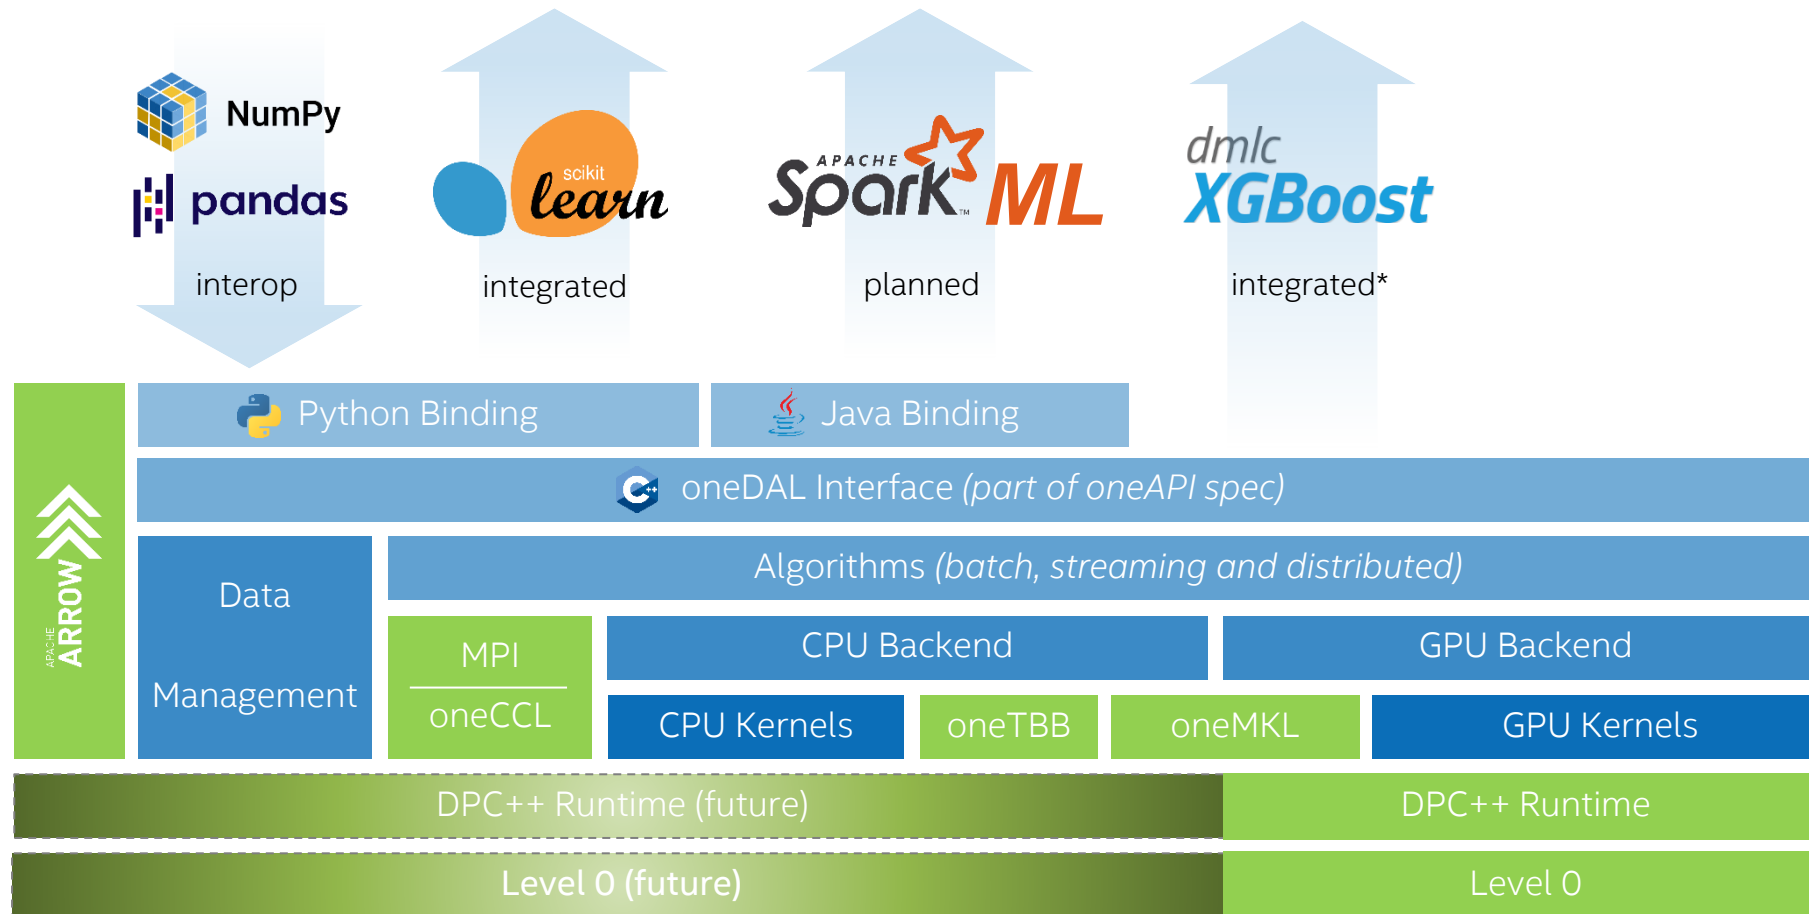 NumPy
pandas
interop
scikit
learn
integrated
APACHE
Spark™ ML
planned
dmlc
XGBoost
integrated*
Python Binding
Java Binding
C++ oneDAL Interface (part of oneAPI spec)
APACHE
ARROW
Data
Management
Algorithms (batch, streaming and distributed)
MPI
oneCCL
CPU Backend
GPU Backend
CPU Kernels
oneTBB
oneMKL
GPU Kernels
DPC++ Runtime (future)
DPC++ Runtime
Level 0 (future)
Level 0